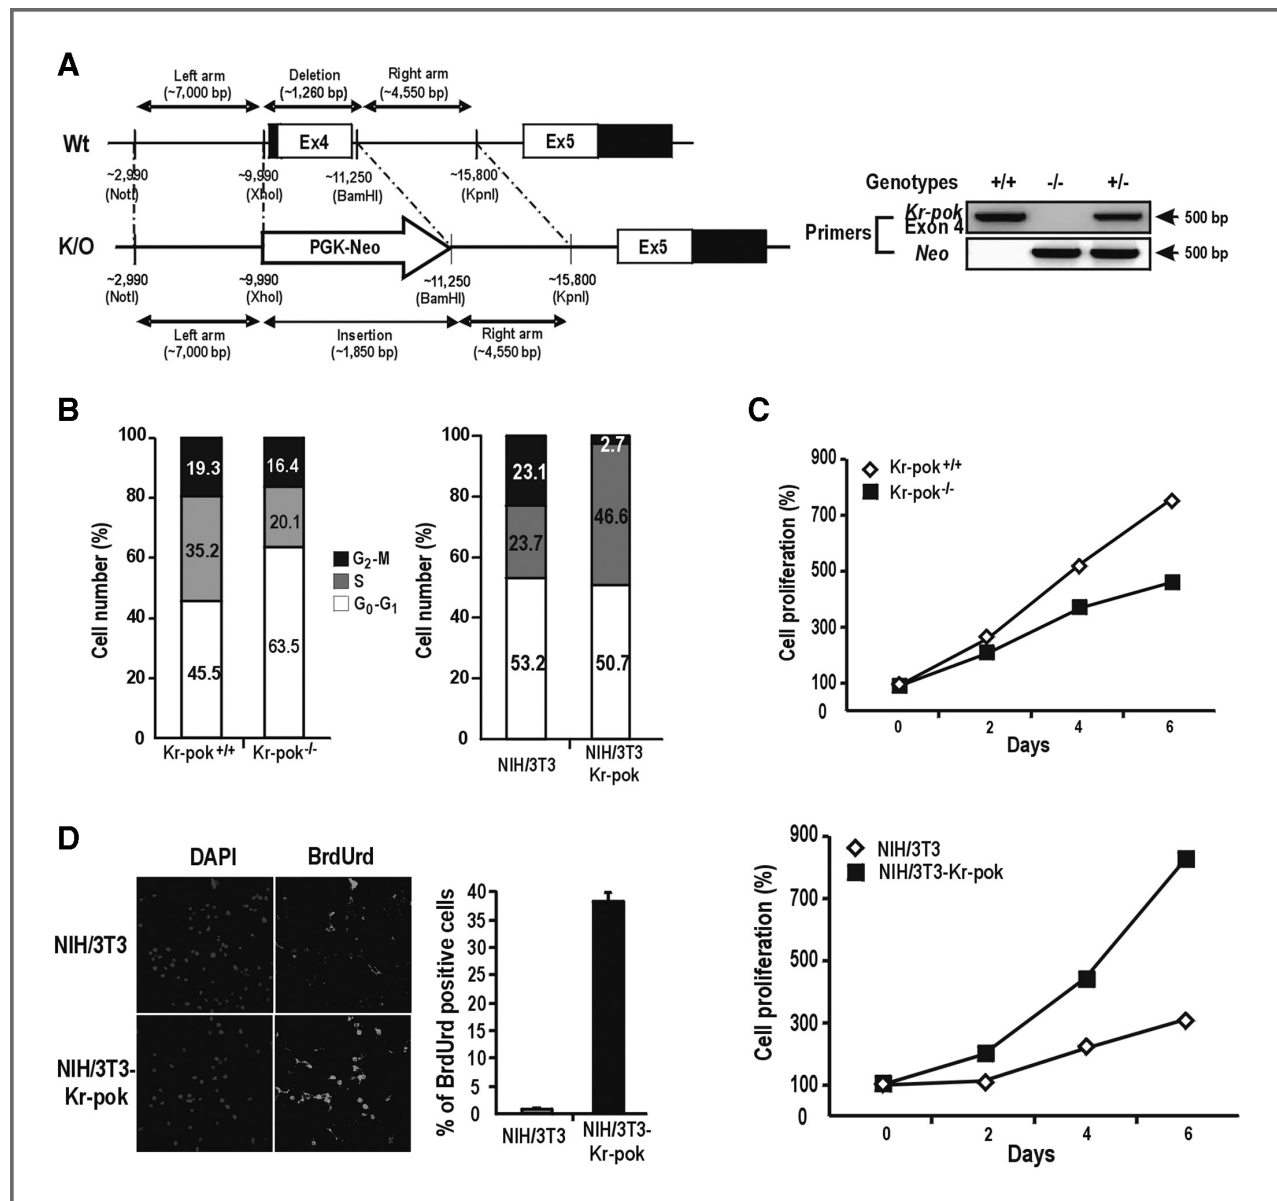 A
Left arm
(~7,000 bp)
Deletion
(~1,260 bp)
Right arm
(~4,550 bp)
Wt
Ex4
Ex5
~2,990
(NotI)
~9,990
(XhoI)
~11,250
(BamHI)
~15,800
(KpnI)
K/O
PGK-Neo
Ex5
~2,990
(NotI)
~9,990
(XhoI)
~11,250
(BamHI)
~15,800
(KpnI)
Left arm
(~7,000 bp)
Insertion
(~1,850 bp)
Right arm
(~4,550 bp)
Genotypes +/+ -/- +/-
Primers
Kr-pok
Exon 4
500 bp
Neo
500 bp
B
Cell number (%)
100
80
60
40
20
0
19.3
35.2
45.5
16.4
20.1
63.5
Kr-pok+/+
Kr-pok-/-
G2-M
S
G0-G1
Cell number (%)
100
80
60
40
20
0
23.1
23.7
53.2
2.7
46.6
50.7
NIH/3T3
NIH/3T3
Kr-pok
C
Cell proliferation (%)
900
700
500
300
100
0
Kr-pok+/+
Kr-pok-/-
0 2 4 6
Days
Cell proliferation (%)
900
700
500
300
100
0
NIH/3T3
NIH/3T3-Kr-pok
0 2 4 6
Days
D
DAPI
BrdUrd
NIH/3T3
NIH/3T3-
Kr-pok
% of BrdUrd positive cells
40
35
30
25
20
15
10
5
0
NIH/3T3
NIH/3T3-
Kr-pok